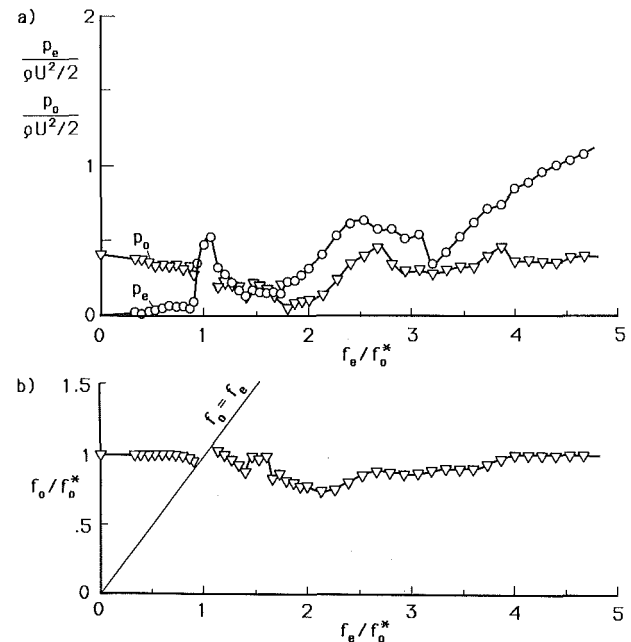 a)
2
p_e
ρU²/2
p_o
ρU²/2
1
p_o
p_e
0
0 1 2 3 4 5
f_e/f_o*
b)
1.5
f_o=f_e
1
f_o/f_o*
.5
0
0 1 2 3 4 5
f_e/f_o*